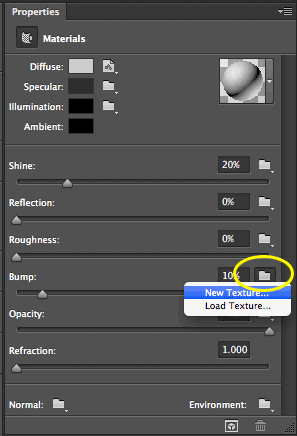 Properties
Materials
Diffuse:
Specular:
Illumination:
Ambient:
Shine: 20%
Reflection: 0%
Roughness: 0%
Bump: 10%
New Texture...
Load Texture...
Opacity:
Refraction: 1.000
Normal: Environment: